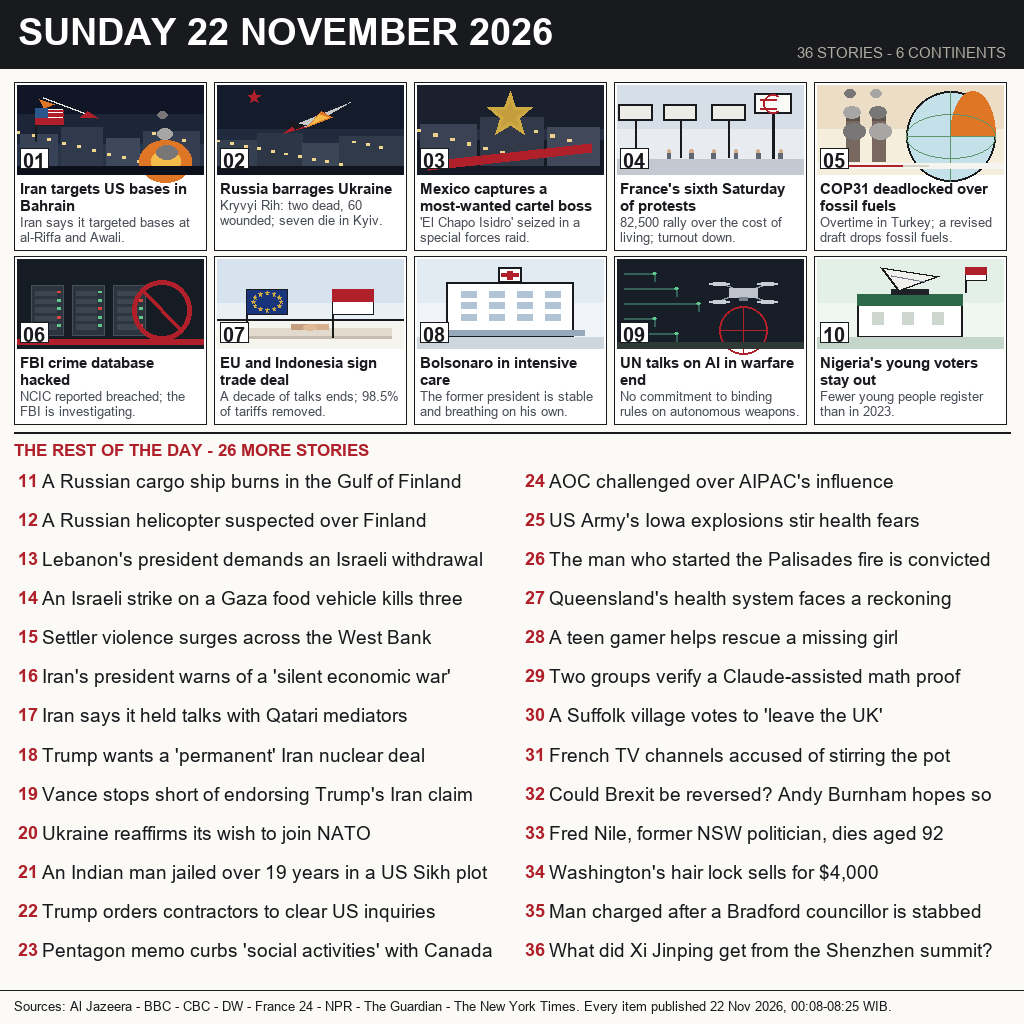 SUNDAY 22 NOVEMBER 2026
36 STORIES - 6 CONTINENTS
01
Iran targets US bases in
Bahrain
Iran says it targeted bases at
al-Riffa and Awali.
02
Russia barrages Ukraine
Kryvyi Rih: two dead, 60
wounded; seven die in Kyiv.
03
Mexico captures a
most-wanted cartel boss
'El Chapo Isidro' seized in a
special forces raid.
04
France's sixth Saturday
of protests
82,500 rally over the cost of
living; turnout down.
05
COP31 deadlocked over
fossil fuels
Overtime in Turkey; a revised
draft drops fossil fuels.
06
FBI crime database
hacked
NCIC reported breached; the
FBI is investigating.
07
EU and Indonesia sign
trade deal
A decade of talks ends; 98.5%
of tariffs removed.
08
Bolsonaro in intensive
care
The former president is stable
and breathing on his own.
09
UN talks on AI in warfare
end
No commitment to binding
rules on autonomous weapons.
10
Nigeria's young voters
stay out
Fewer young people register
than in 2023.
THE REST OF THE DAY - 26 MORE STORIES
11 A Russian cargo ship burns in the Gulf of Finland
12 A Russian helicopter suspected over Finland
13 Lebanon's president demands an Israeli withdrawal
14 An Israeli strike on a Gaza food vehicle kills three
15 Settler violence surges across the West Bank
16 Iran's president warns of a 'silent economic war'
17 Iran says it held talks with Qatari mediators
18 Trump wants a 'permanent' Iran nuclear deal
19 Vance stops short of endorsing Trump's Iran claim
20 Ukraine reaffirms its wish to join NATO
21 An Indian man jailed over 19 years in a US Sikh plot
22 Trump orders contractors to clear US inquiries
23 Pentagon memo curbs 'social activities' with Canada
24 AOC challenged over AIPAC's influence
25 US Army's Iowa explosions stir health fears
26 The man who started the Palisades fire is convicted
27 Queensland's health system faces a reckoning
28 A teen gamer helps rescue a missing girl
29 Two groups verify a Claude-assisted math proof
30 A Suffolk village votes to 'leave the UK'
31 French TV channels accused of stirring the pot
32 Could Brexit be reversed? Andy Burnham hopes so
33 Fred Nile, former NSW politician, dies aged 92
34 Washington's hair lock sells for $4,000
35 Man charged after a Bradford councillor is stabbed
36 What did Xi Jinping get from the Shenzhen summit?
Sources: Al Jazeera - BBC - CBC - DW - France 24 - NPR - The Guardian - The New York Times. Every item published 22 Nov 2026, 00:08-08:25 WIB.